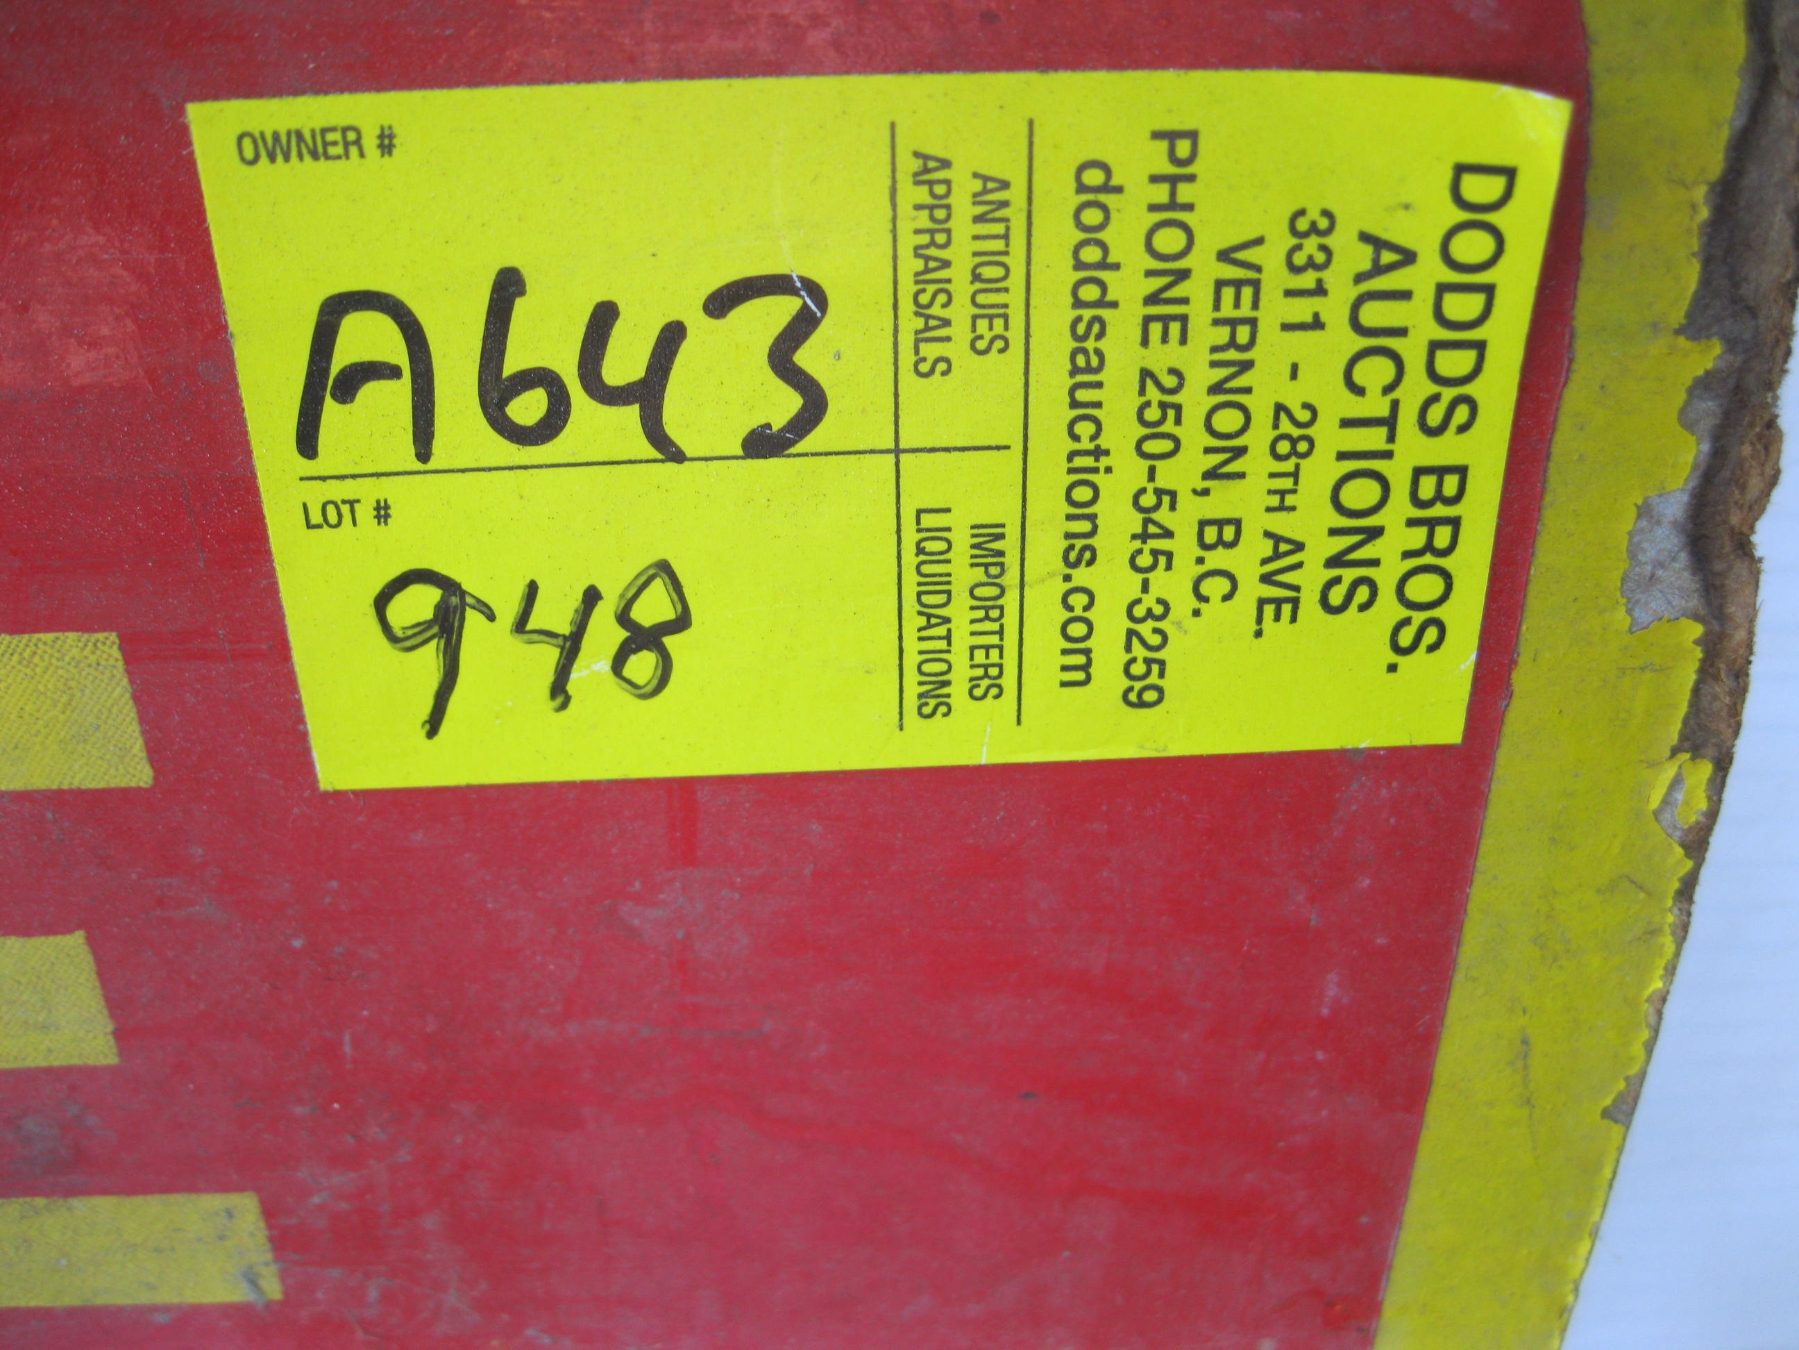 DODDS BROS.
AUCTIONS
3311 - 28TH AVE.
VERNON, B.C.
PHONE 250-545-3259
doddsauctions.com
ANTIQUES IMPORTERS
APPRAISALS LIQUIDATIONS
OWNER #
A643
LOT #
948